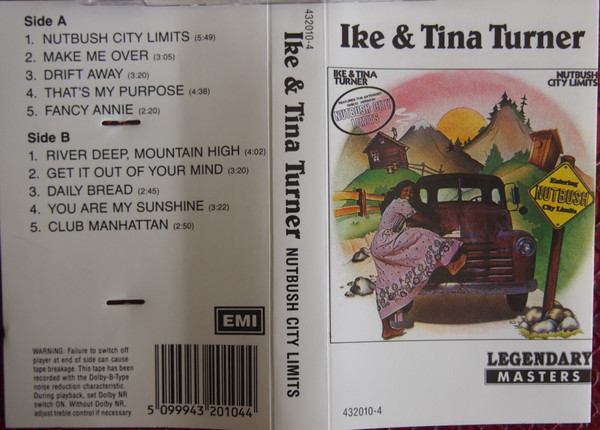 Side A
1. NUTBUSH CITY LIMITS (5:49)
2. MAKE ME OVER (3:05)
3. DRIFT AWAY (3:20)
4. THAT'S MY PURPOSE (4:38)
5. FANCY ANNIE (2:20)
Side B
1. RIVER DEEP, MOUNTAIN HIGH (4:02)
2. GET IT OUT OF YOUR MIND (3:20)
3. DAILY BREAD (2:45)
4. YOU ARE MY SUNSHINE (3:22)
5. CLUB MANHATTAN (2:50)
EMI
WARNING: Failure to switch off
player at end of side can cause
tape breakage. This tape has been
recorded with the Dolby-B-Type
noise reduction characteristic.
During playback, set Dolby NR
switch ON. Without Dolby NR,
adjust treble control if necessary.
5 099943 201044
432010-4
Ike & Tina Turner NUTBUSH CITY LIMITS
Ike & Tina Turner
IKE & TINA
TURNER
NUTBUSH
CITY LIMITS
FEATURES THE EXTENDED
NUTBUSH CITY
LIMITS
Entering
NUTBUSH
City Limits
LEGENDARY
MASTERS
432010-4